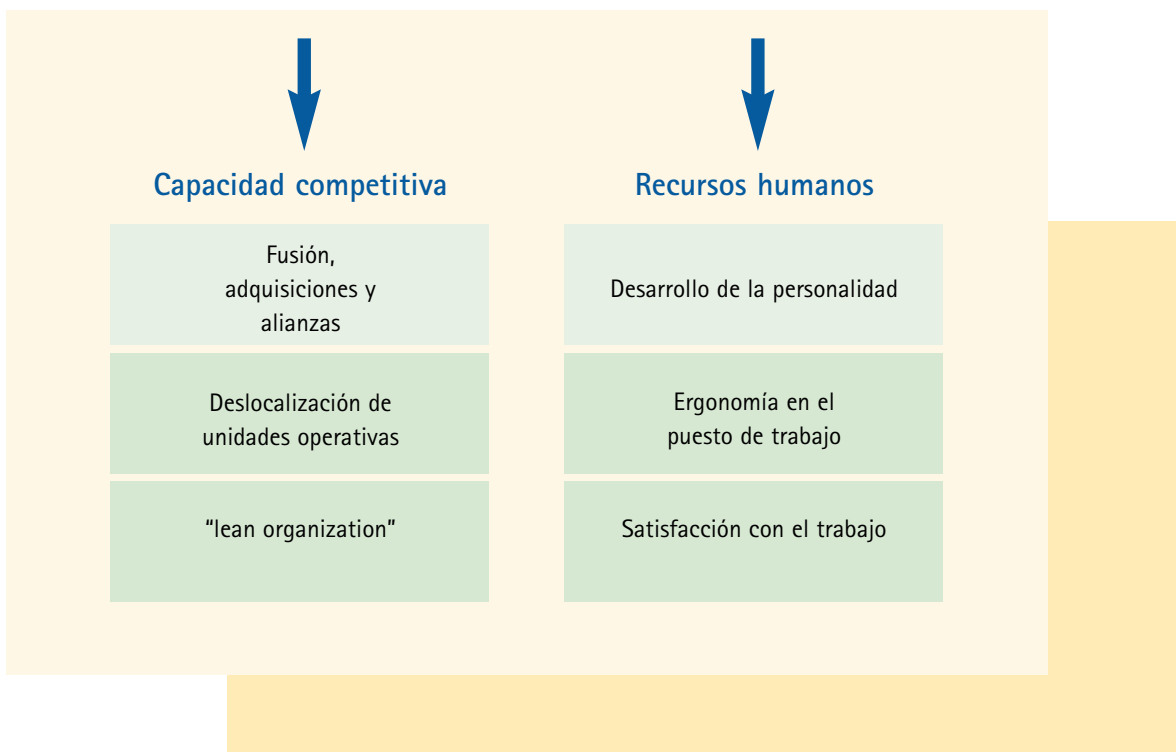 Capacidad competitiva
Fusión,
adquisiciones y
alianzas
Deslocalización de
unidades operativas
“lean organization”
Recursos humanos
Desarrollo de la personalidad
Ergonomía en el
puesto de trabajo
Satisfacción con el trabajo